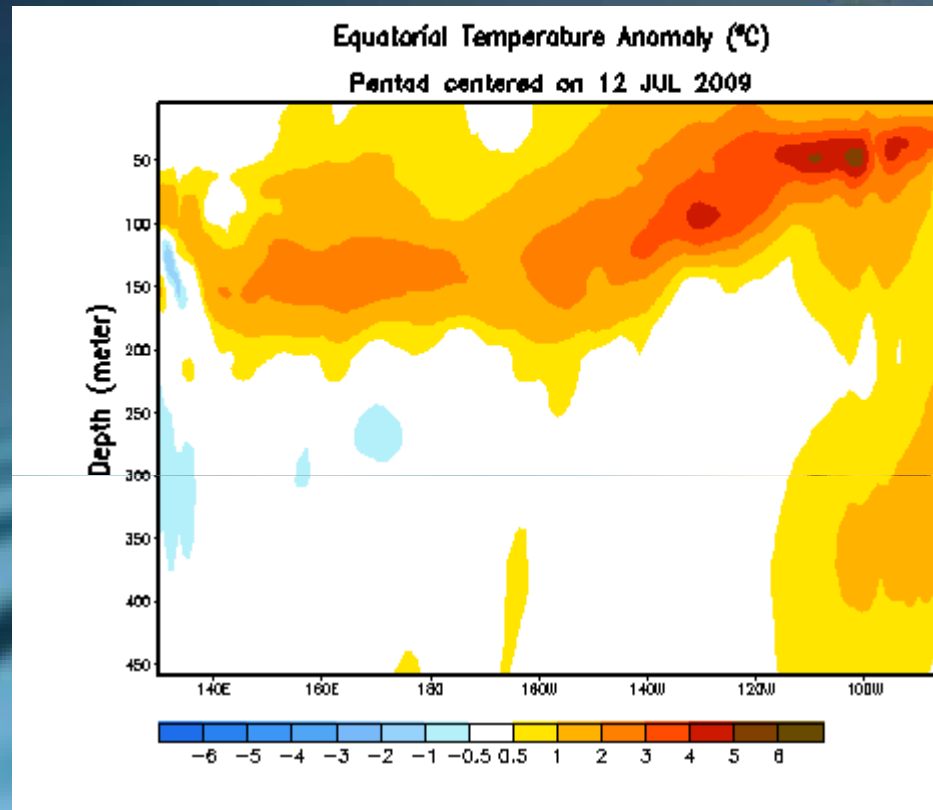 Equatorial Temperature Anomaly (°C)
Pentad centered on 12 JUL 2009
Depth (meter)
50
100
150
200
250
300
350
400
450
140E 160E 180 160W 140W 120W 100W
-6 -5 -4 -3 -2 -1 -0.5 0.5 1 2 3 4 5 6